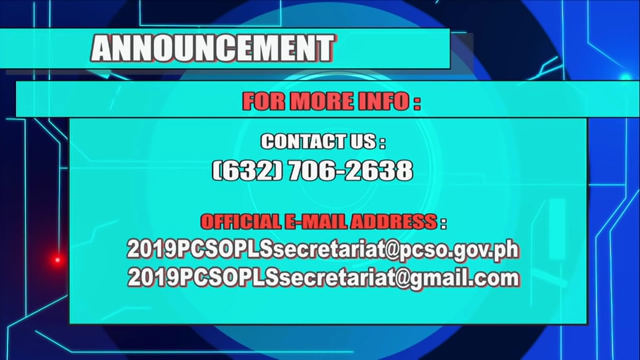 ANNOUNCEMENT
FOR MORE INFO :
CONTACT US :
(632) 706-2638
OFFICIAL E-MAIL ADDRESS :
2019PCSOPLSsecretariat@pcso.gov.ph
2019PCSOPLSsecretariat@gmail.com